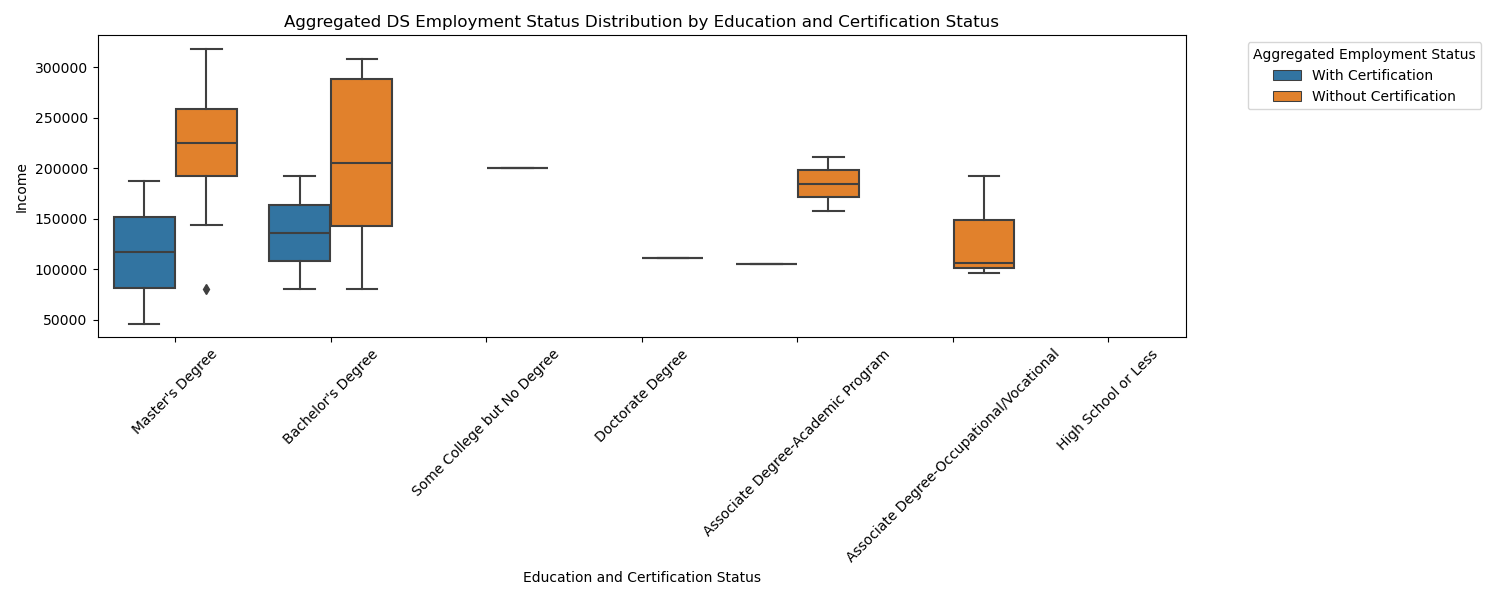 Aggregated DS Employment Status Distribution by Education and Certification Status
300000
250000
200000
150000
100000
50000
Income
Master's Degree
Bachelor's Degree
Some College but No Degree
Doctorate Degree
Associate Degree-Academic Program
Associate Degree-Occupational/Vocational
High School or Less
Education and Certification Status
Aggregated Employment Status
With Certification
Without Certification